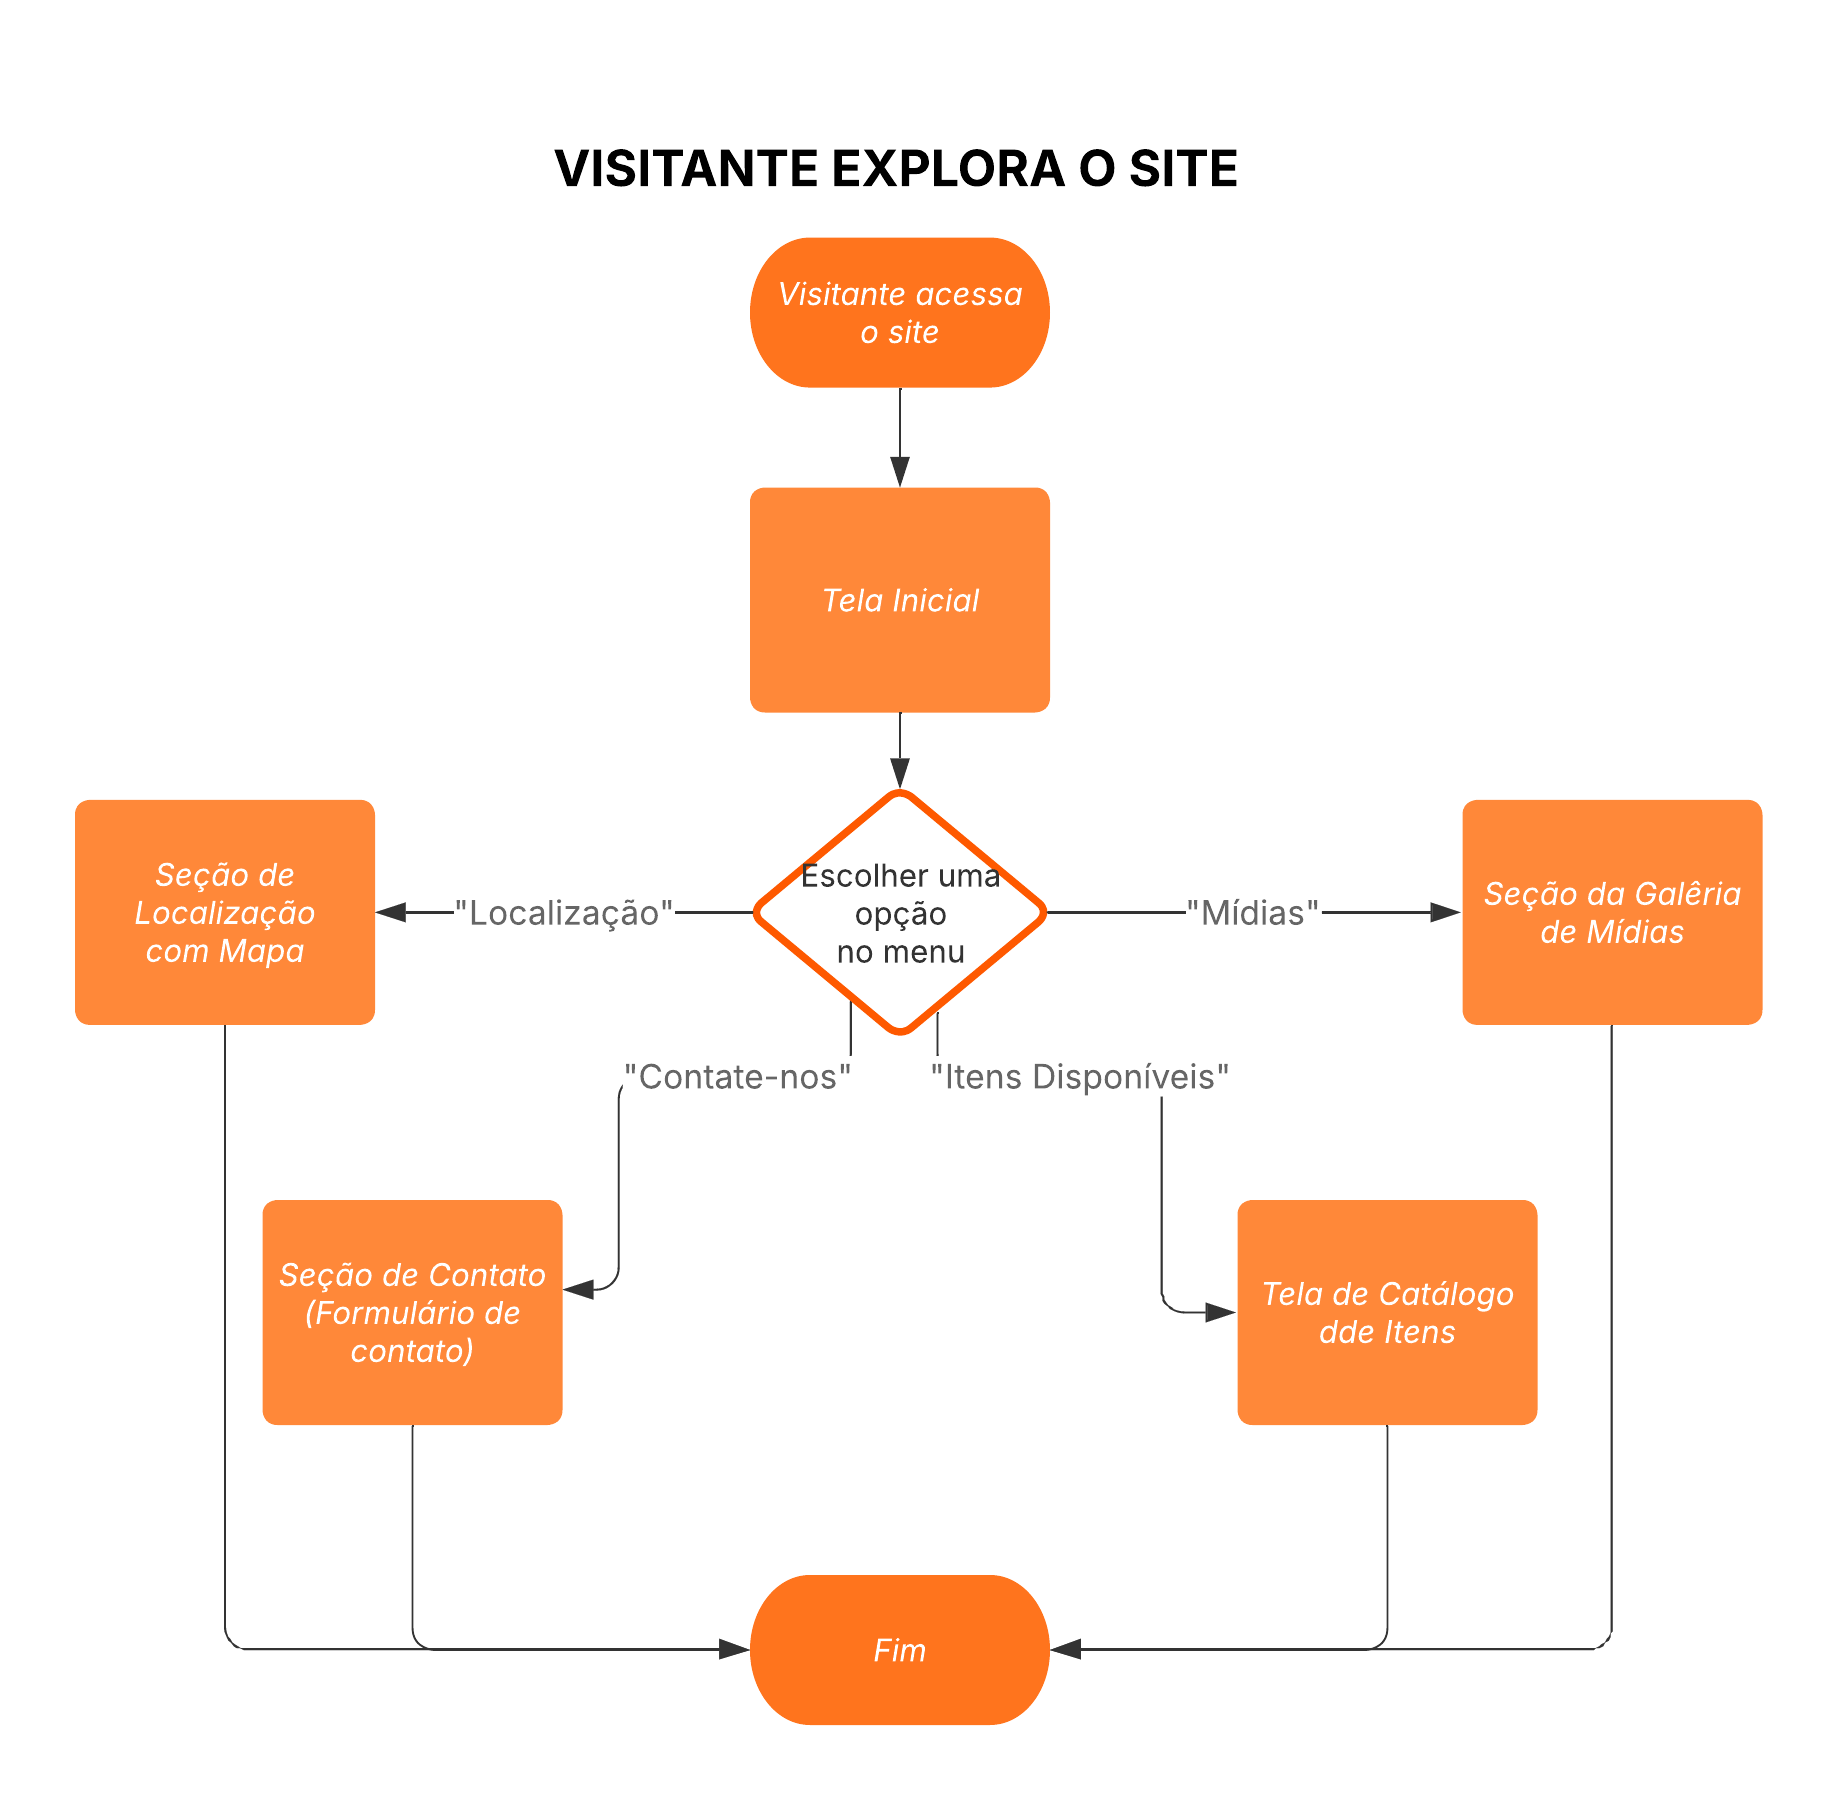 VISITANTE EXPLORA O SITE
Visitante acessa
o site
Tela Inicial
Seção de
Localização
com Mapa
"Localização"
Escolher uma
opção
no menu
"Mídias"
Seção da Galêria
de Mídias
"Contate-nos"
"Itens Disponíveis"
Seção de Contato
(Formulário de
contato)
Tela de Catálogo
dde Itens
Fim